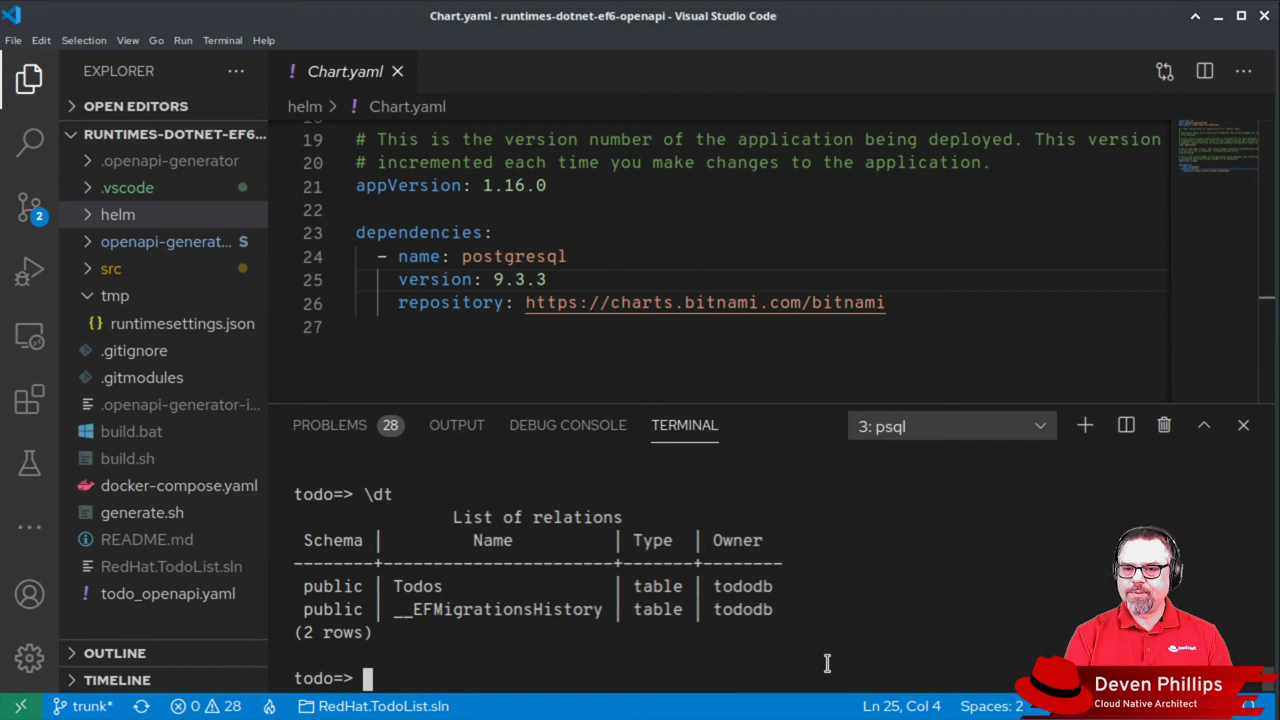 Chart.yaml - runtimes-dotnet-ef6-openapi - Visual Studio Code
File Edit Selection View Go Run Terminal Help
EXPLORER
OPEN EDITORS
RUNTIMES-DOTNET-EF6...
.openapi-generator
.vscode
helm
openapi-generat... S
src
tmp
{} runtimesettings.json
.gitignore
.gitmodules
.openapi-generator-i...
build.bat
build.sh
docker-compose.yaml
generate.sh
README.md
RedHat.TodoList.sln
todo_openapi.yaml
OUTLINE
TIMELINE
2
! Chart.yaml
helm > ! Chart.yaml
19 # This is the version number of the application being deployed. This version
20 # incremented each time you make changes to the application.
21 appVersion: 1.16.0
22
23 dependencies:
24 - name: postgresql
25 version: 9.3.3
26 repository: https://charts.bitnami.com/bitnami
27
PROBLEMS 28 OUTPUT DEBUG CONSOLE TERMINAL 3: psql
todo=> \dt
List of relations
Schema | Name | Type | Owner
--------+-----------------------+-------+--------
public | Todos | table | tododb
public | __EFMigrationsHistory | table | tododb
(2 rows)
todo=>
RedHat
Deven Phillips
Cloud Native Architect
trunk* 0 28 RedHat.TodoList.sln Ln 25, Col 4 Spaces: 2